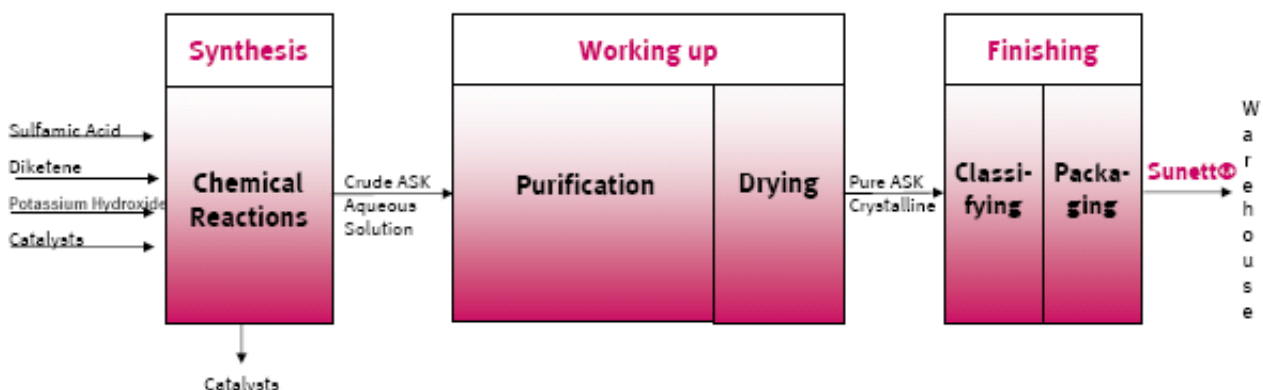 Synthesis
Working up
Finishing
Sulfamic Acid
Diketene
Potassium Hydroxide
Catalysts
Chemical
Reactions
Catalysts
Crude ASK
Aqueous
Solution
Purification
Drying
Pure ASK
Crystalline
Classi-
fying
Packa-
ging
Sunett®
Warehouse